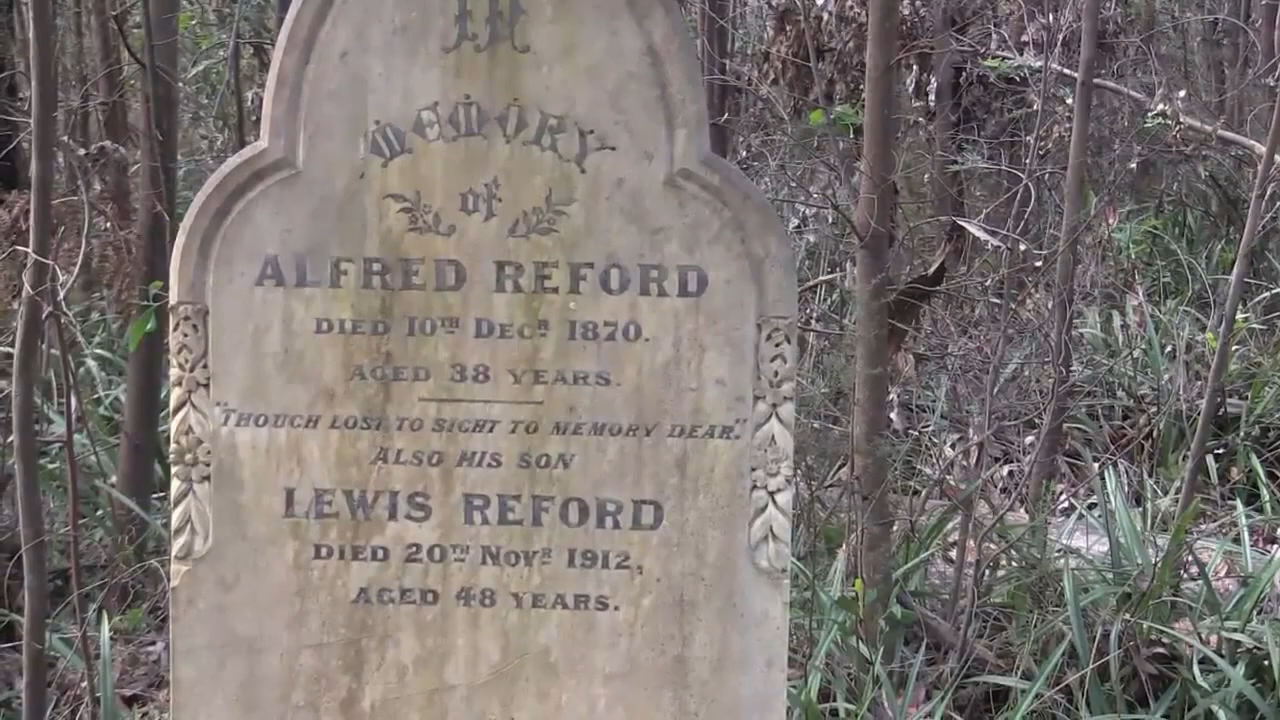 IN
MEMORY
of
ALFRED REFORD
DIED 10TH DECR 1870.
AGED 38 YEARS.
"THOUGH LOST TO SIGHT TO MEMORY DEAR."
ALSO HIS SON
LEWIS REFORD
DIED 20TH NOVR 1912,
AGED 48 YEARS.